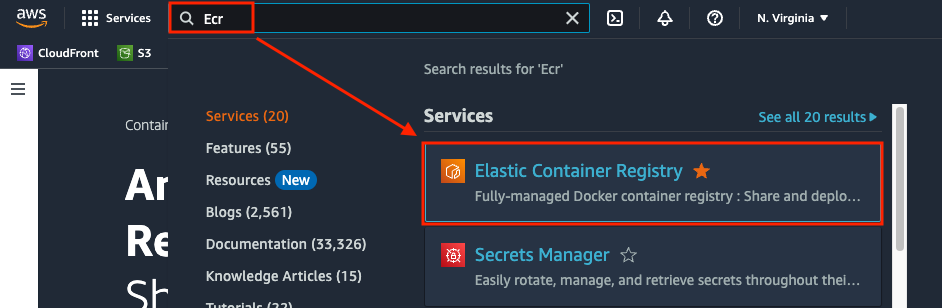 aws
Services
Ecr
N. Virginia
CloudFront
S3
Search results for 'Ecr'
Services (20)
Features (55)
Resources New
Blogs (2,561)
Documentation (33,326)
Knowledge Articles (15)
Tutorials (22)
Services
See all 20 results
Elastic Container Registry
Fully-managed Docker container registry : Share and deplo...
Secrets Manager
Easily rotate, manage, and retrieve secrets throughout thei...
Contain
Am
Re
Sh